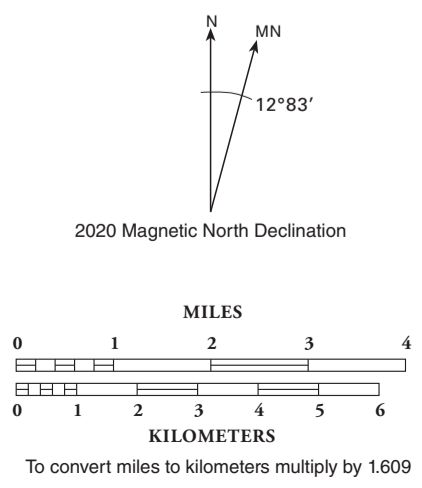 N
MN
12°83′
2020 Magnetic North Declination
MILES
0 1 2 3 4
0 1 2 3 4 5 6
KILOMETERS
To convert miles to kilometers multiply by 1.609